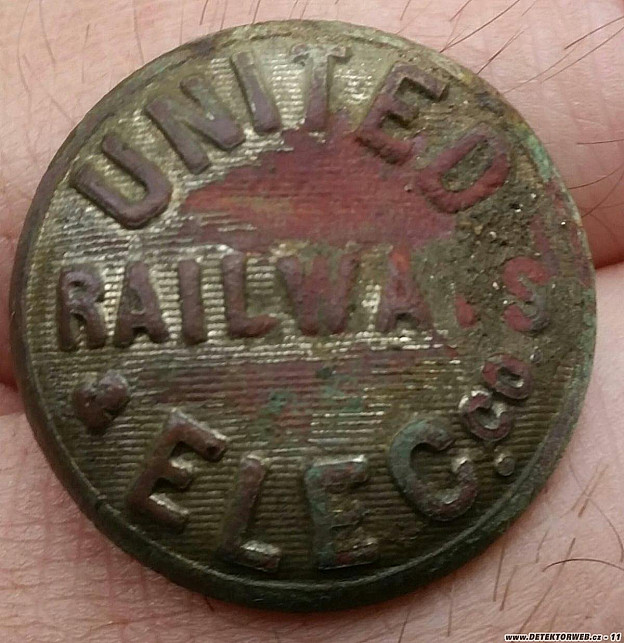 UNITED
RAILWA S
& ELEC. CO.
www.DETEKTORWEB.cz - 11